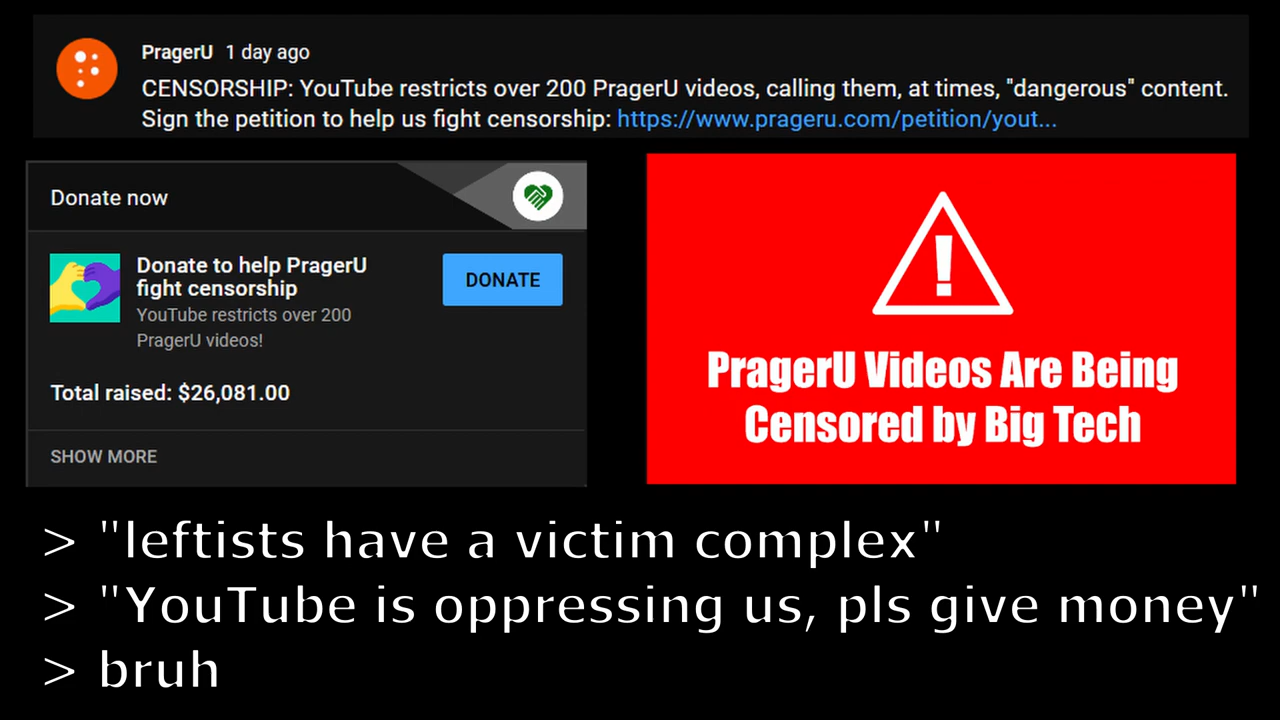 PragerU 1 day ago
CENSORSHIP: YouTube restricts over 200 PragerU videos, calling them, at times, "dangerous" content.
Sign the petition to help us fight censorship: https://www.prageru.com/petition/yout...
Donate now
Donate to help PragerU
fight censorship
YouTube restricts over 200
PragerU videos!
DONATE
Total raised: $26,081.00
SHOW MORE
!
PragerU Videos Are Being
Censored by Big Tech
> "leftists have a victim complex"
> "YouTube is oppressing us, pls give money"
> bruh